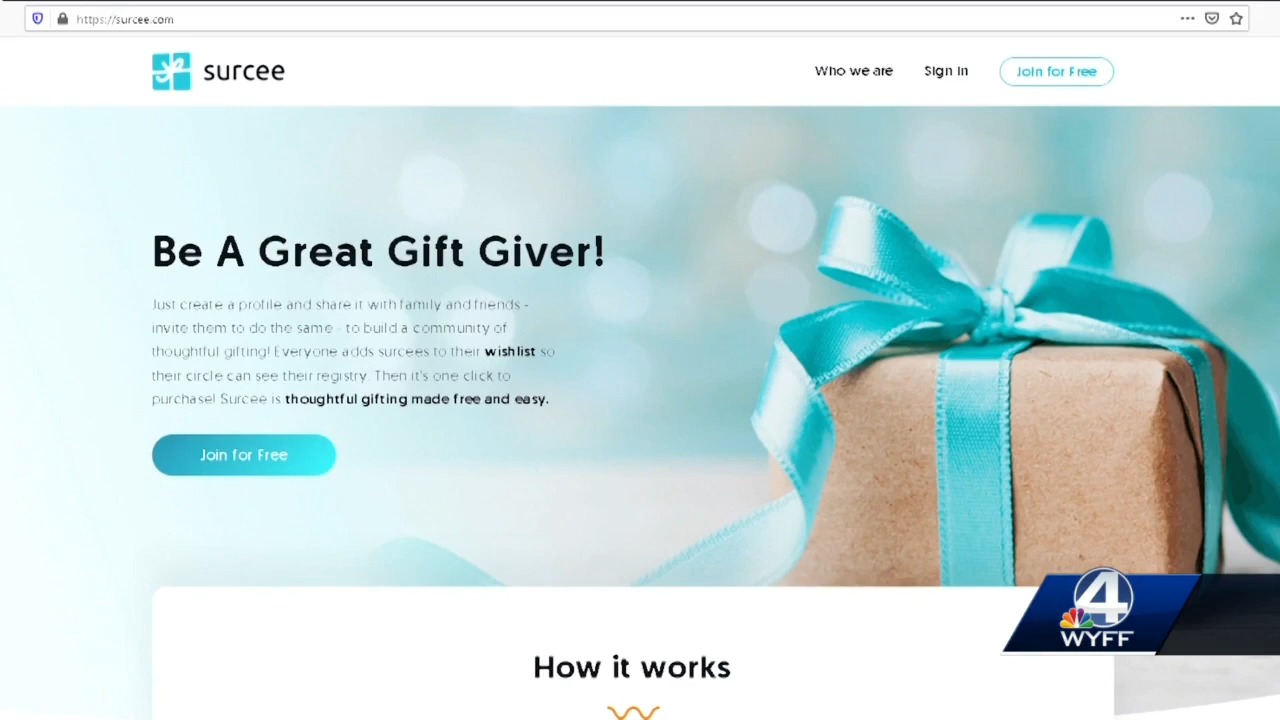 https://surcee.com
surcee
Who we are
Sign In
Join for Free
Be A Great Gift Giver!
Just create a profile and share it with family and friends -
invite them to do the same - to build a community of
thoughtful gifting! Everyone adds surcees to their wishlist so
their circle can see their registry. Then it's one click to
purchase! Surcee is thoughtful gifting made free and easy.
Join for Free
4
WYFF
How it works